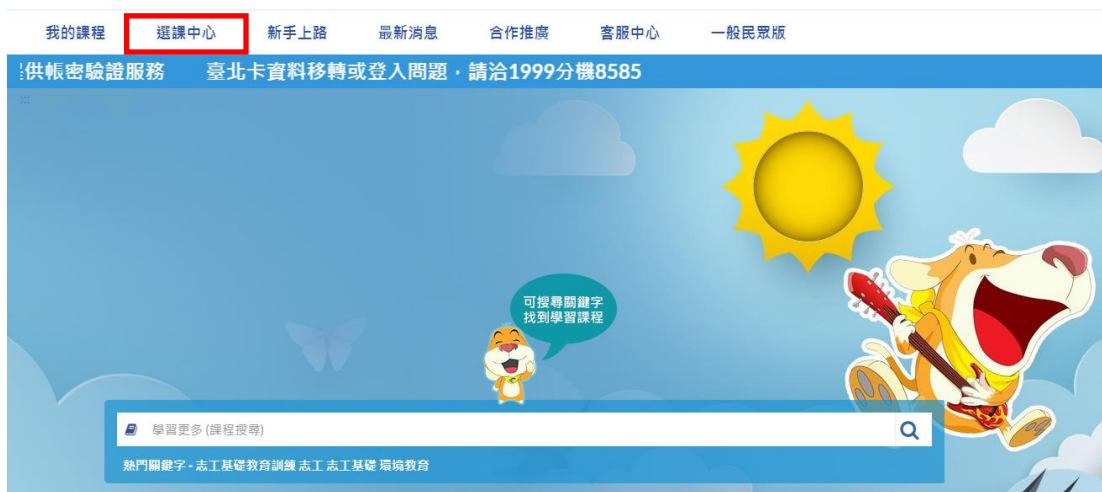 我的課程 選課中心 新手上路 最新消息 合作推廣 客服中心 一般民眾版
供帳密驗證服務 臺北卡資料移轉或登入問題,請洽1999分機8585
:::
可搜尋關鍵字
找到學習課程
學習更多 (課程搜尋)
熱門關鍵字 - 志工基礎教育訓練 志工 志工基礎 環境教育